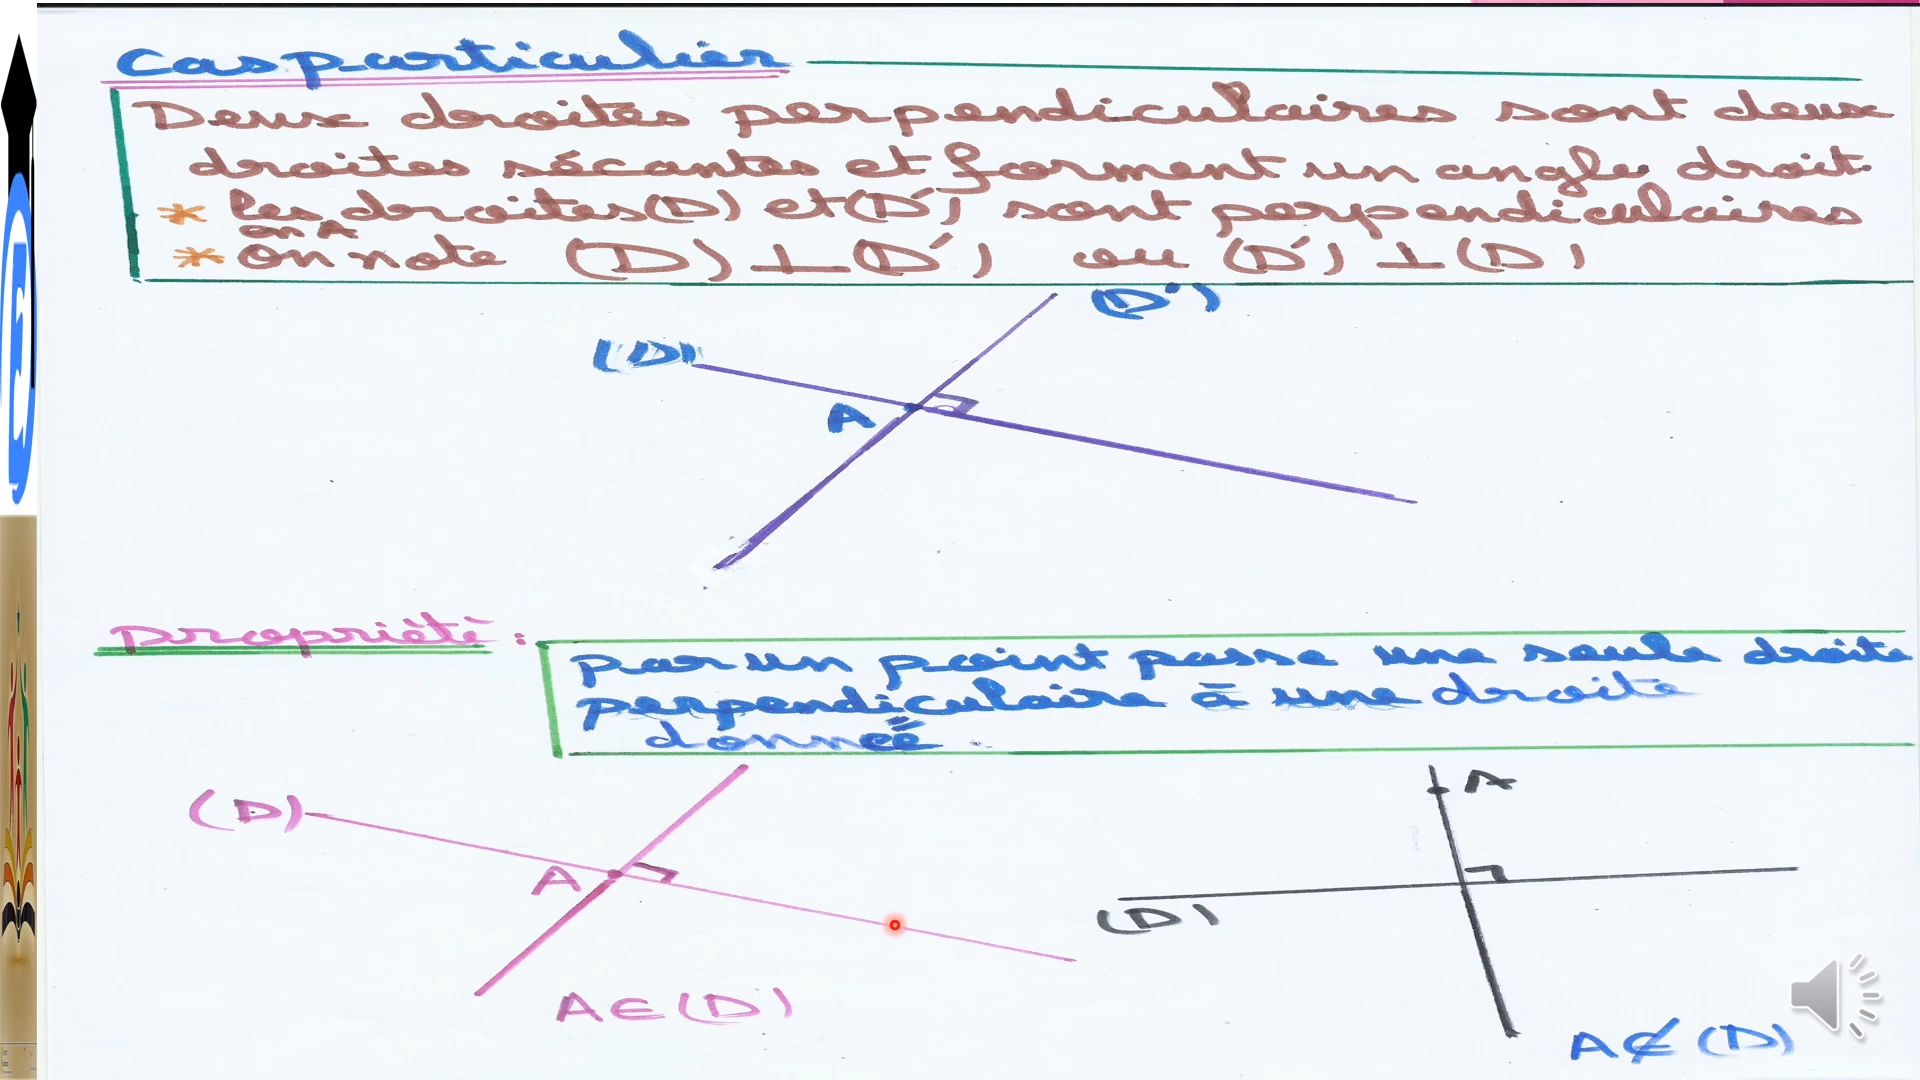 Cas particulier
Deux droites perpendiculaires sont deux
droites sécantes et forment un angle droit.
* les droites (D) et (D') sont perpendiculaires
en A
* On note (D) ⊥ (D') ou (D') ⊥ (D)
(D')
(D)
A
propriètè :
par un point passe une seule droite
perpendiculaire à une droite
donnée.
A
(D)
A
(D)
A ∈ (D)
A ∉ (D)